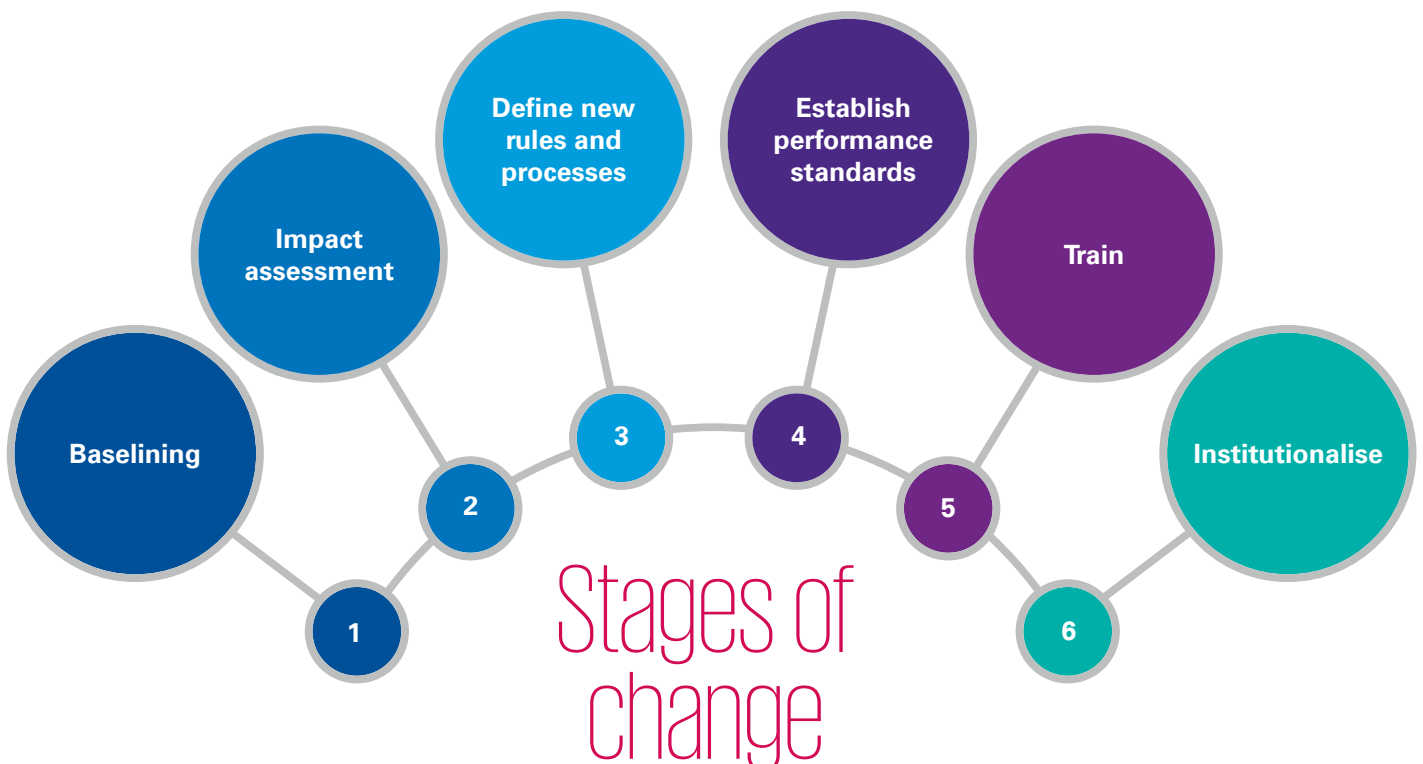 Baselining
1
Impact
assessment
2
Define new
rules and
processes
3
Establish
performance
standards
4
Train
5
Institutionalise
6
Stages of
change